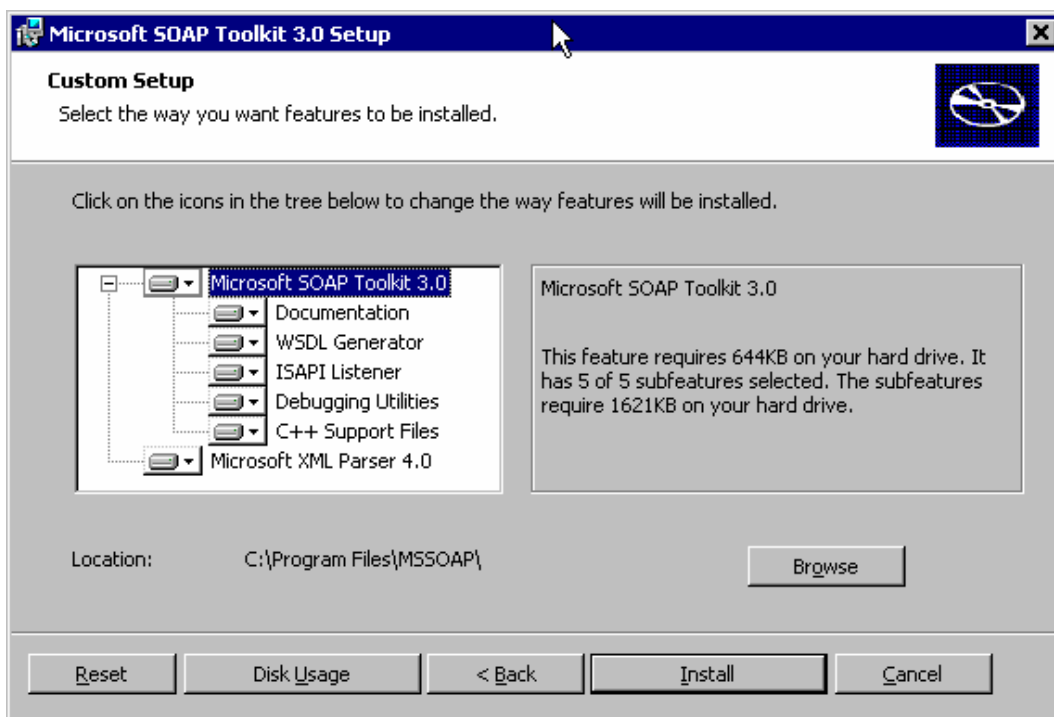 Microsoft SOAP Toolkit 3.0 Setup
Custom Setup
Select the way you want features to be installed.
Click on the icons in the tree below to change the way features will be installed.
Microsoft SOAP Toolkit 3.0
Documentation
WSDL Generator
ISAPI Listener
Debugging Utilities
C++ Support Files
Microsoft XML Parser 4.0
Microsoft SOAP Toolkit 3.0
This feature requires 644KB on your hard drive. It
has 5 of 5 subfeatures selected. The subfeatures
require 1621KB on your hard drive.
Location: C:\Program Files\MSSOAP\
Browse
Reset Disk Usage < Back Install Cancel